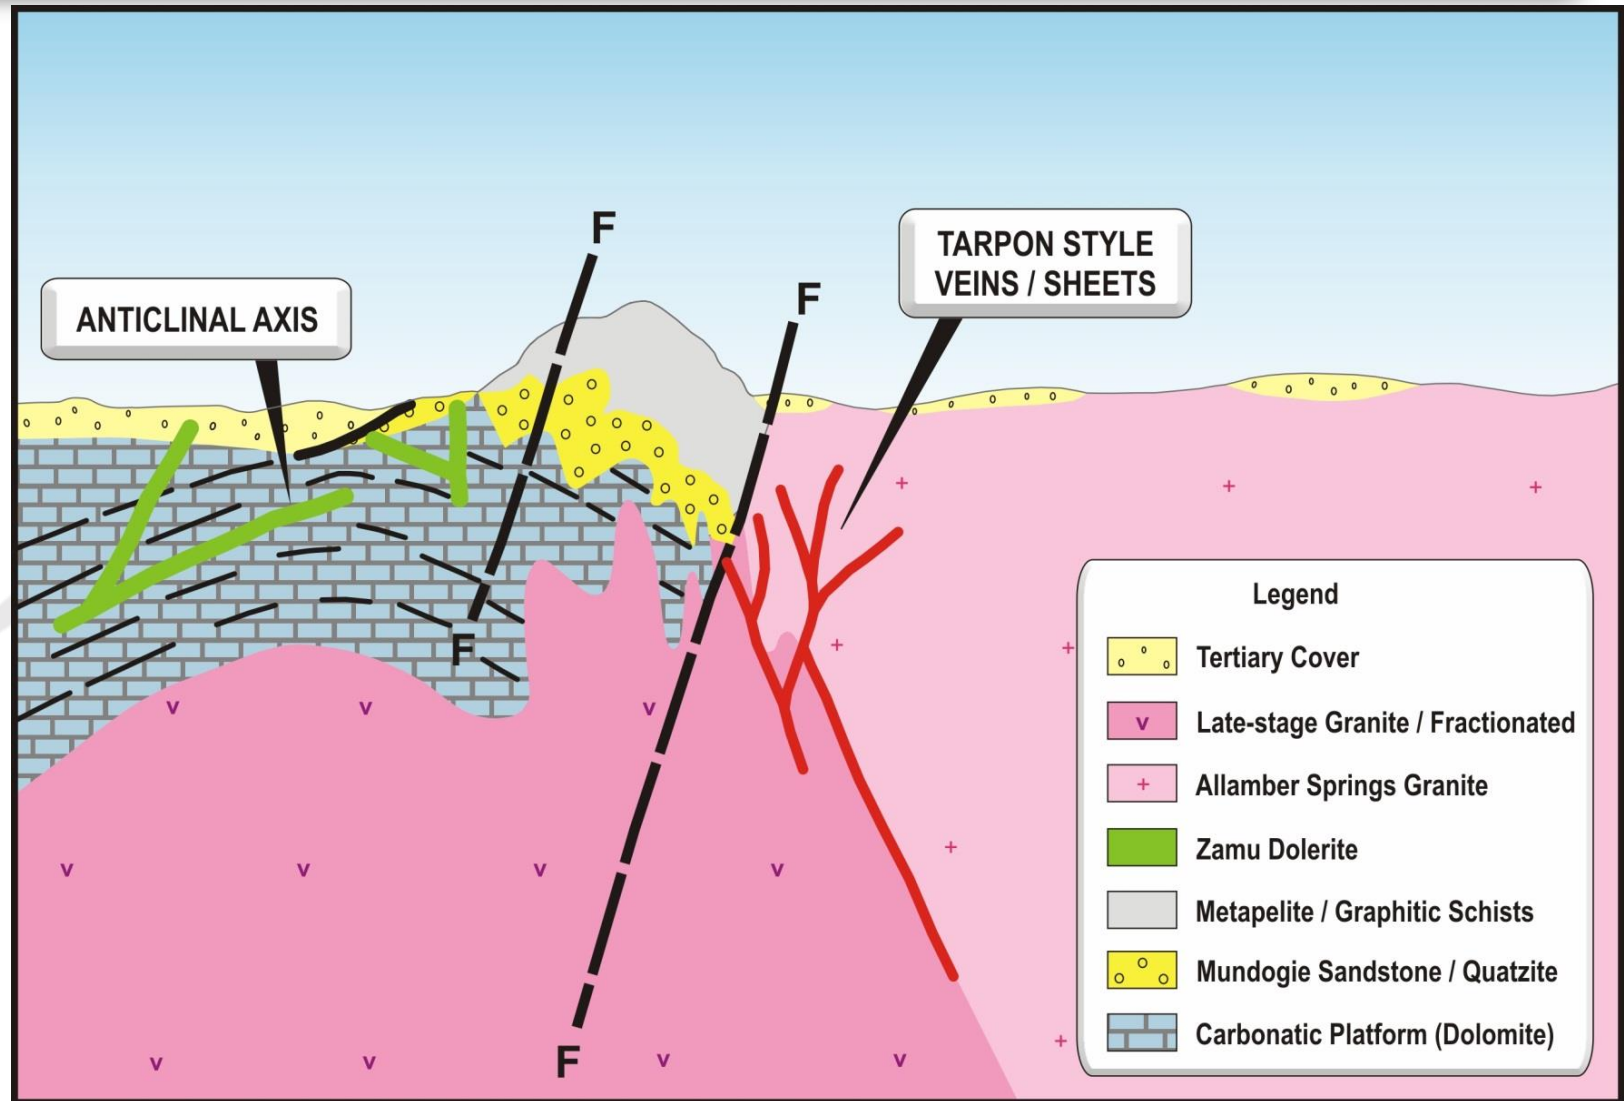 F
F
TARPON STYLE
VEINS / SHEETS
ANTICLINAL AXIS
F
F
Legend
Tertiary Cover
v Late-stage Granite / Fractionated
+ Allamber Springs Granite
Zamu Dolerite
Metapelite / Graphitic Schists
Mundogie Sandstone / Quatzite
Carbonatic Platform (Dolomite)